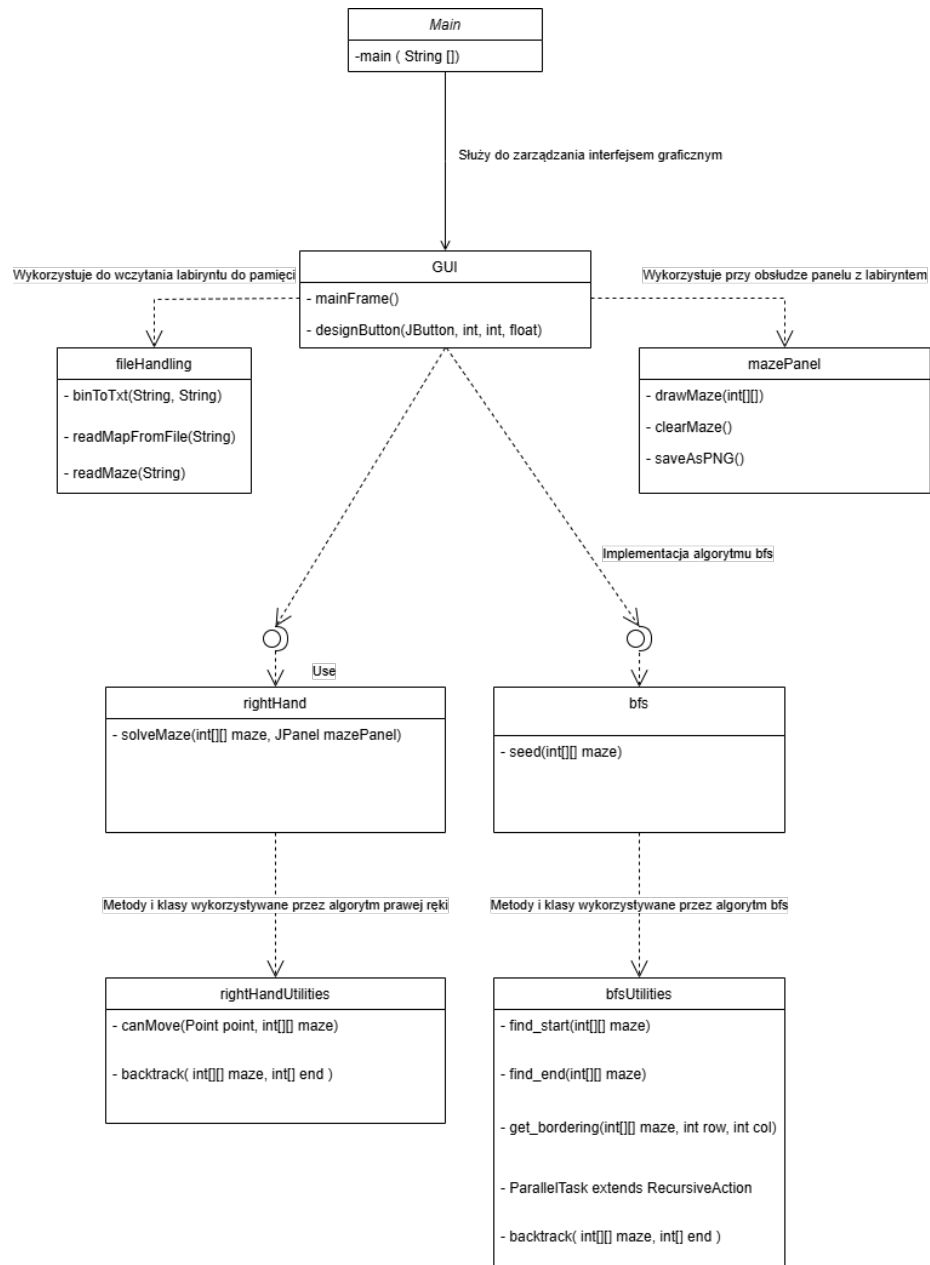 Main
-main ( String [])
Służy do zarządzania interfejsem graficznym
GUI
- mainFrame()
- designButton(JButton, int, int, float)
Wykorzystuje do wczytania labiryntu do pamięci
Wykorzystuje przy obsłudze panelu z labiryntem
fileHandling
- binToTxt(String, String)
- readMapFromFile(String)
- readMaze(String)
mazePanel
- drawMaze(int[][])
- clearMaze()
- saveAsPNG()
Implementacja algorytmu bfs
Use
rightHand
- solveMaze(int[][] maze, JPanel mazePanel)
bfs
- seed(int[][] maze)
Metody i klasy wykorzystywane przez algorytm prawej ręki
Metody i klasy wykorzystywane przez algorytm bfs
rightHandUtilities
- canMove(Point point, int[][] maze)
- backtrack( int[][] maze, int[] end )
bfsUtilities
- find_start(int[][] maze)
- find_end(int[][] maze)
- get_bordering(int[][] maze, int row, int col)
- ParallelTask extends RecursiveAction
- backtrack( int[][] maze, int[] end )